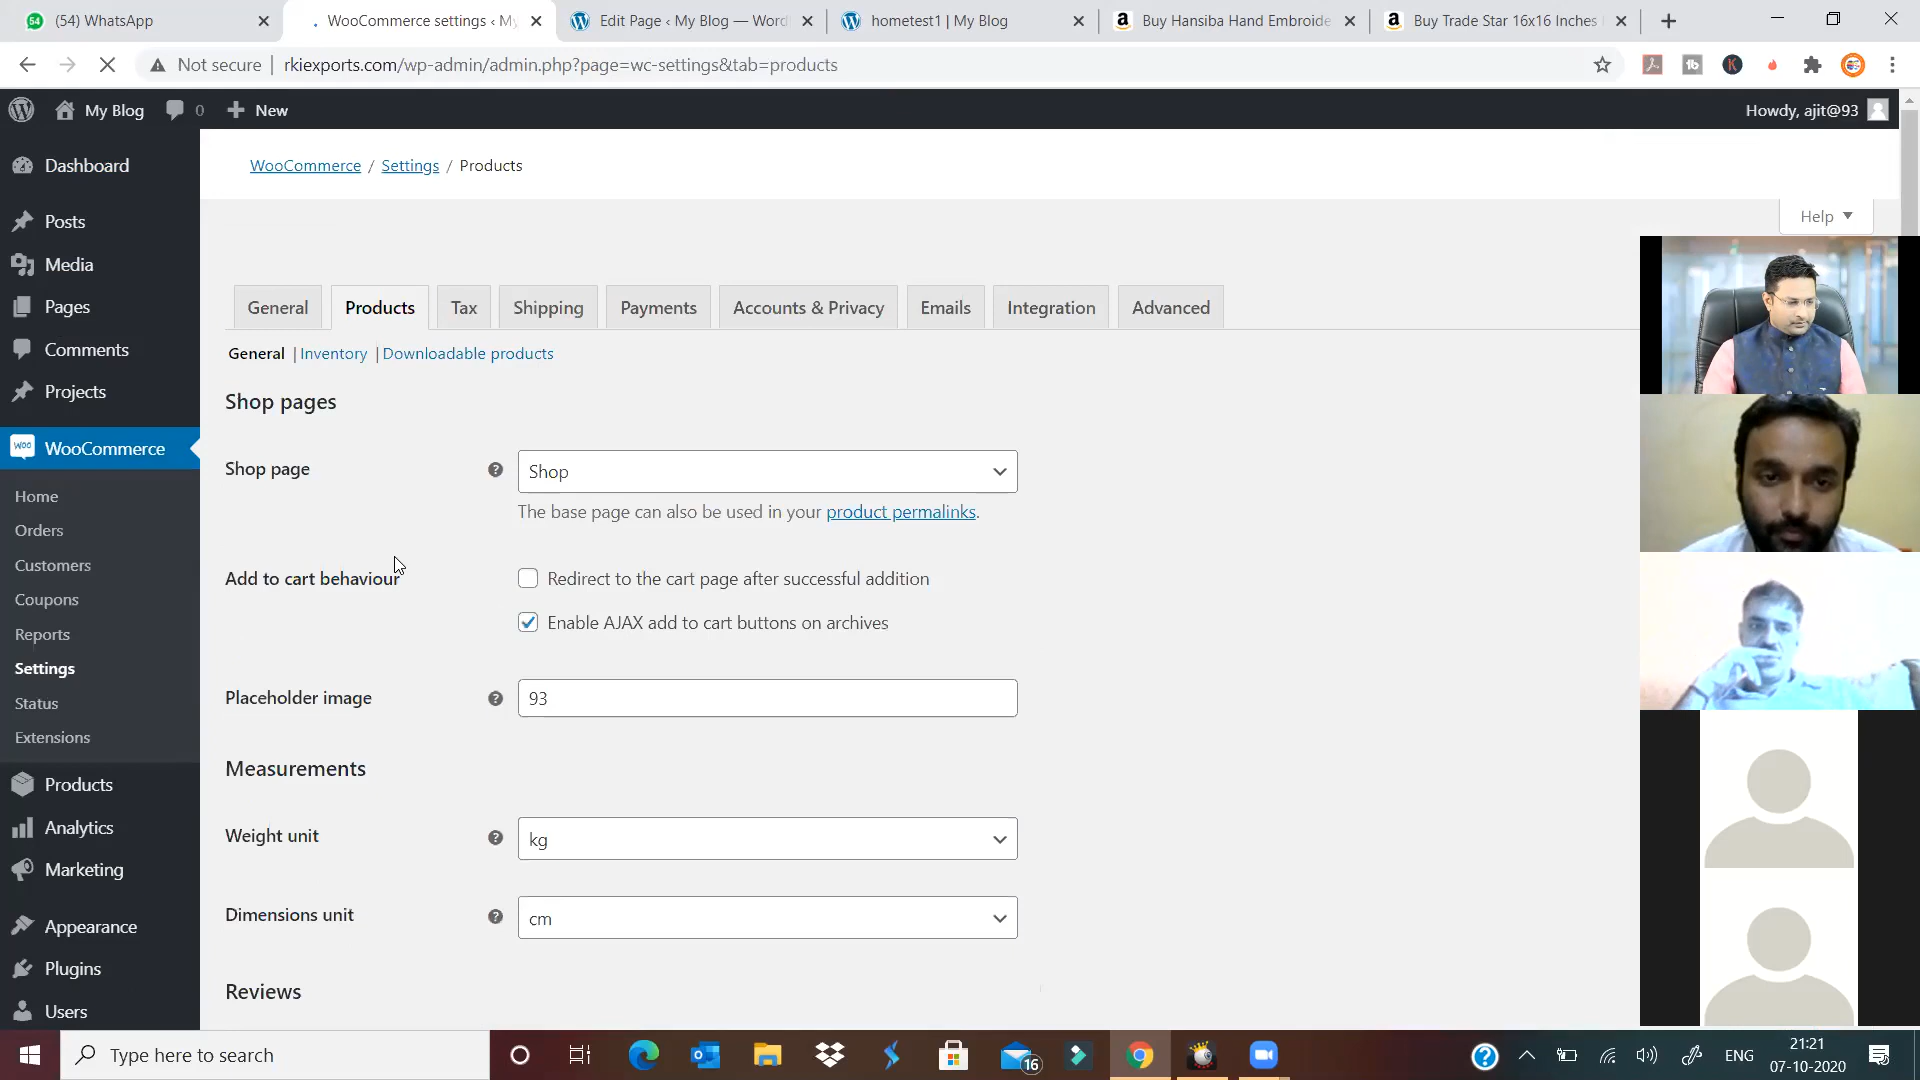 (54) WhatsApp
WooCommerce settings ‹ My
Edit Page ‹ My Blog — Word
hometest1 | My Blog
Buy Hansiba Hand Embroide
Buy Trade Star 16x16 Inches
Not secure
rkiexports.com/wp-admin/admin.php?page=wc-settings&tab=products
My Blog 0 New
Howdy, ajit@93
Dashboard
Posts
Media
Pages
Comments
Projects
WooCommerce
Home
Orders
Customers
Coupons
Reports
Settings
Status
Extensions
Products
Analytics
Marketing
Appearance
Plugins
Users
WooCommerce / Settings / Products
Help
General Products Tax Shipping Payments Accounts & Privacy Emails Integration Advanced
General | Inventory | Downloadable products
Shop pages
Shop page
Shop
The base page can also be used in your product permalinks.
Add to cart behaviour
Redirect to the cart page after successful addition
Enable AJAX add to cart buttons on archives
Placeholder image
93
Measurements
Weight unit
kg
Dimensions unit
cm
Reviews
Type here to search
16
ENG
21:21
07-10-2020